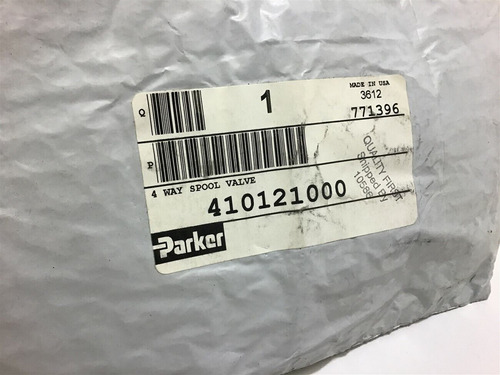 Q
1
MADE IN USA
3612
771396
P
4 WAY SPOOL VALVE
410121000
QUALITY FIRST
Shipped By
Parker